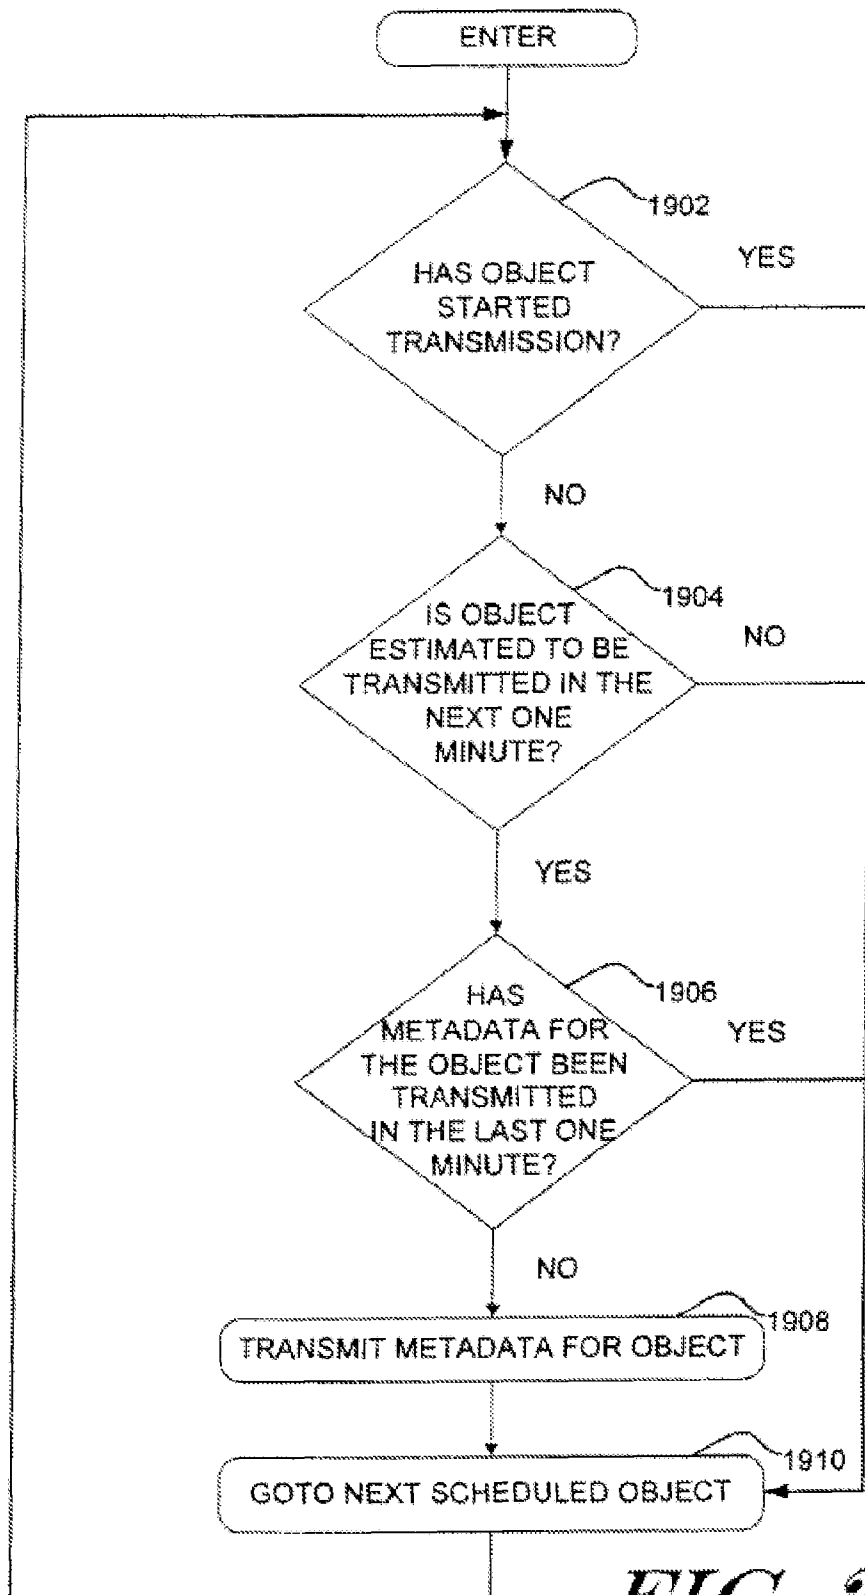 ENTER
1902
HAS OBJECT
STARTED
TRANSMISSION?
YES
NO
1904
IS OBJECT
ESTIMATED TO BE
TRANSMITTED IN THE
NEXT ONE
MINUTE?
NO
YES
1906
HAS
METADATA FOR
THE OBJECT BEEN
TRANSMITTED
IN THE LAST ONE
MINUTE?
YES
NO
1908
TRANSMIT METADATA FOR OBJECT
1910
GOTO NEXT SCHEDULED OBJECT
FIG.